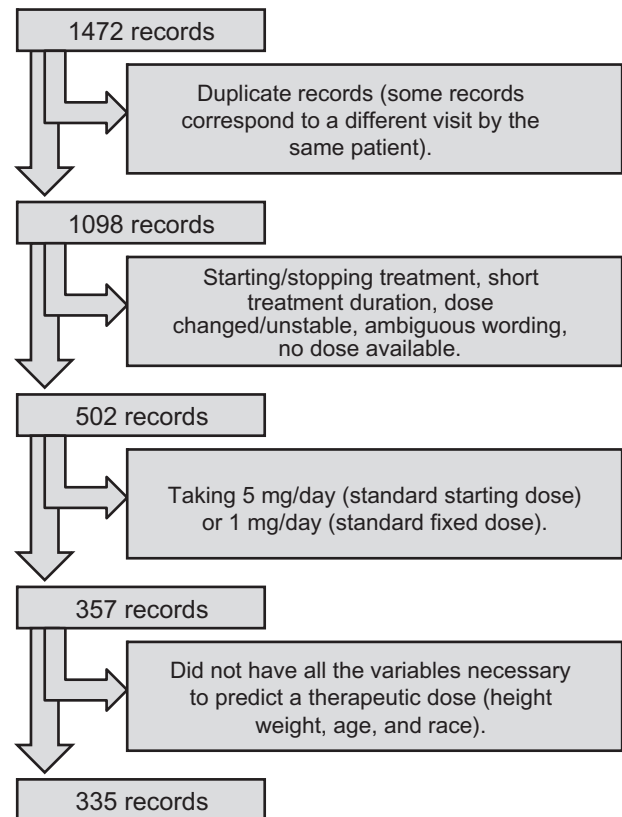 1472 records
Duplicate records (some records
correspond to a different visit by the
same patient).
1098 records
Starting/stopping treatment, short
treatment duration, dose
changed/unstable, ambiguous wording,
no dose available.
502 records
Taking 5 mg/day (standard starting dose)
or 1 mg/day (standard fixed dose).
357 records
Did not have all the variables necessary
to predict a therapeutic dose (height
weight, age, and race).
335 records